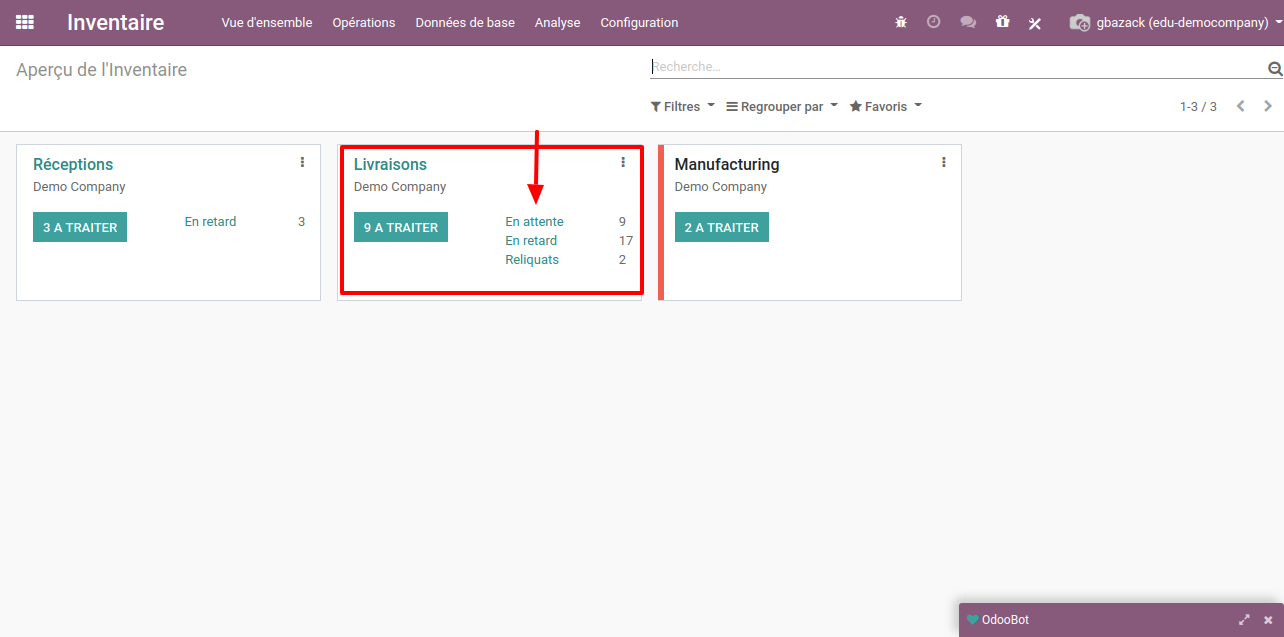 Inventaire Vue d'ensemble Opérations Données de base Analyse Configuration gbazack (edu-democompany)
Aperçu de l'Inventaire
Recherche...
Filtres Regrouper par Favoris 1-3 / 3
Réceptions
Demo Company
3 A TRAITER En retard 3
Livraisons
Demo Company
9 A TRAITER
En attente 9
En retard 17
Reliquats 2
Manufacturing
Demo Company
2 A TRAITER
OdooBot